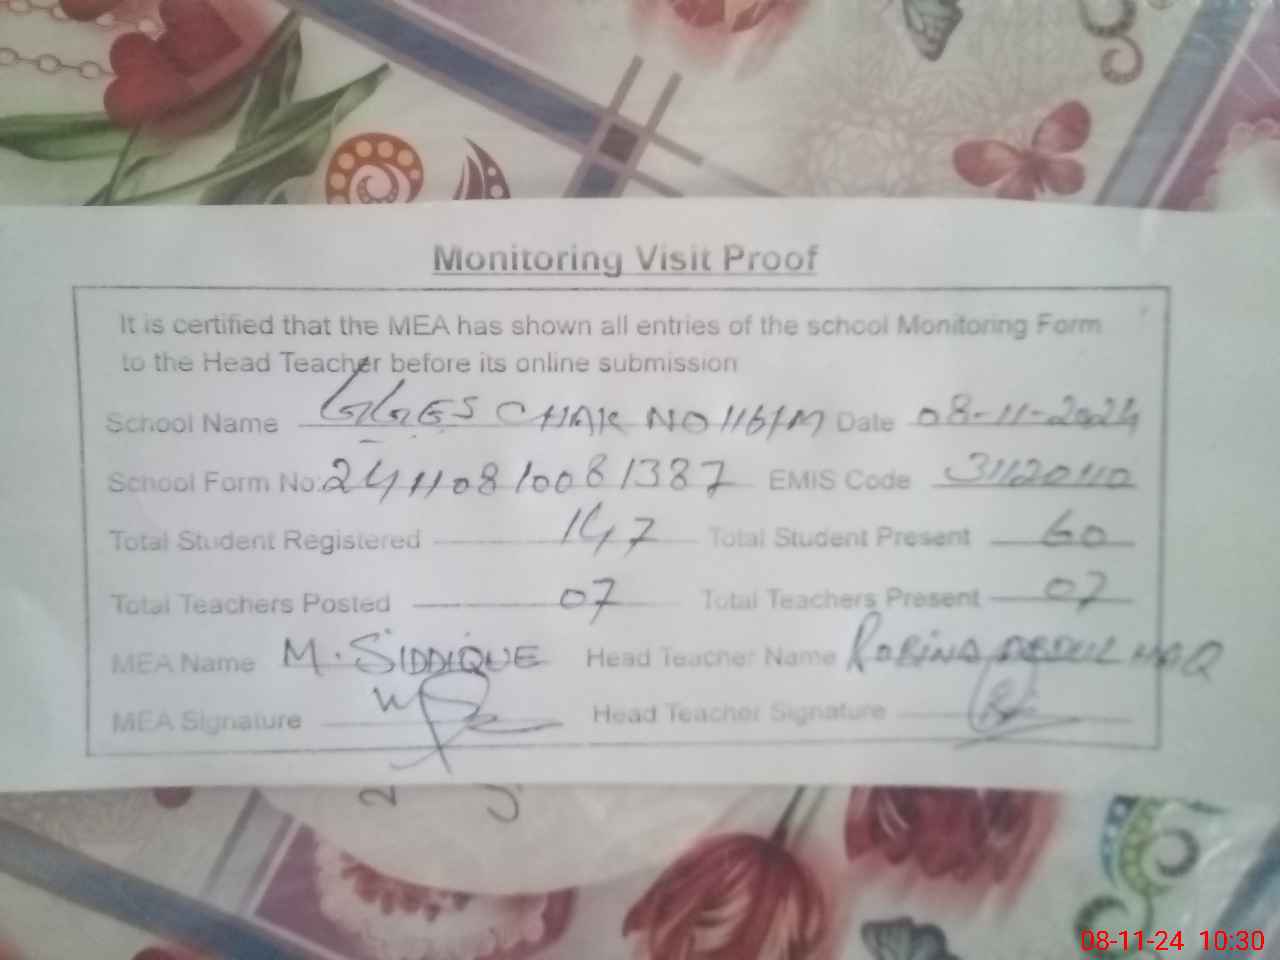 Monitoring Visit Proof
It is certified that the MEA has shown all entries of the school Monitoring Form
to the Head Teacher before its online submission
School Name GGES CHAK NO 116/M Date 08-11-2024
School Form No: 24110810081387 EMIS Code 31120110
Total Student Registered 147 Total Student Present 60
Total Teachers Posted 07 Total Teachers Present 07
MEA Name M. SIDDIQUE Head Teacher Name ROBINA ABDUL HAQ
MEA Signature Head Teacher Signature
08-11-24 10:30